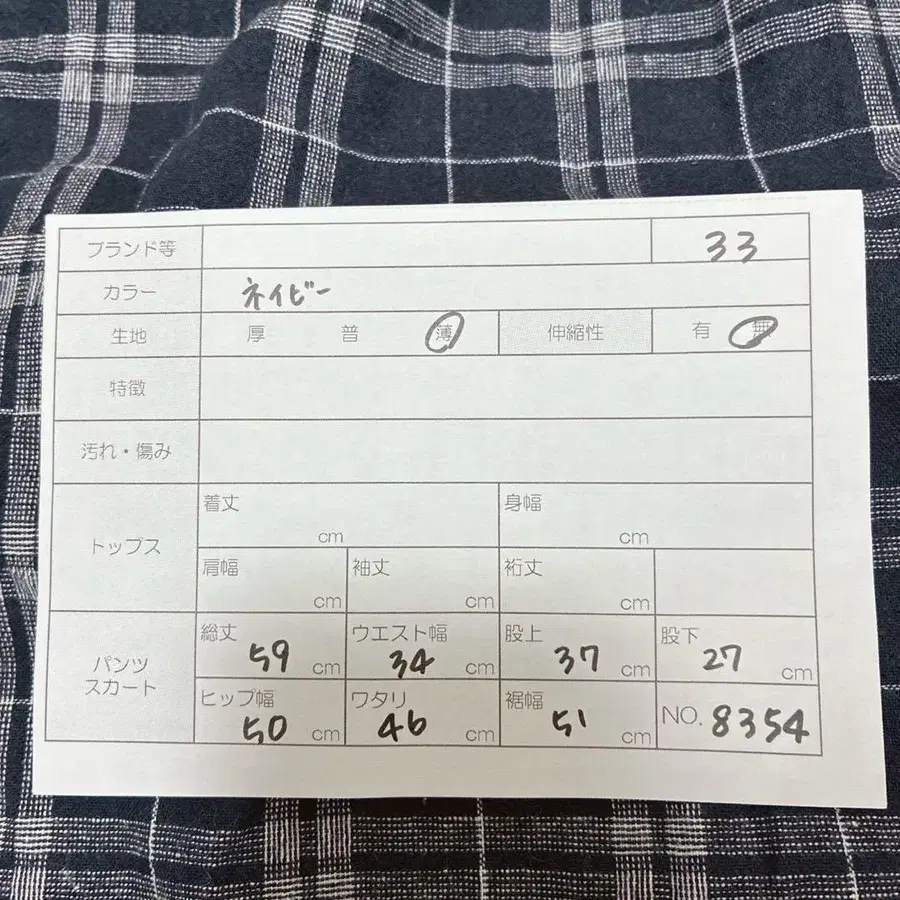 ブランド等 33
カラー ネイビー
生地 厚 普 薄 伸縮性 有 無
特徴
汚れ・傷み
トップス
着丈 cm 身幅 cm
肩幅 cm 袖丈 cm 裄丈 cm
パンツ
スカート
総丈 59 cm ウエスト幅 34 cm 股上 37 cm 股下 27 cm
ヒップ幅 50 cm ワタリ 46 cm 裾幅 51 cm NO. 8354